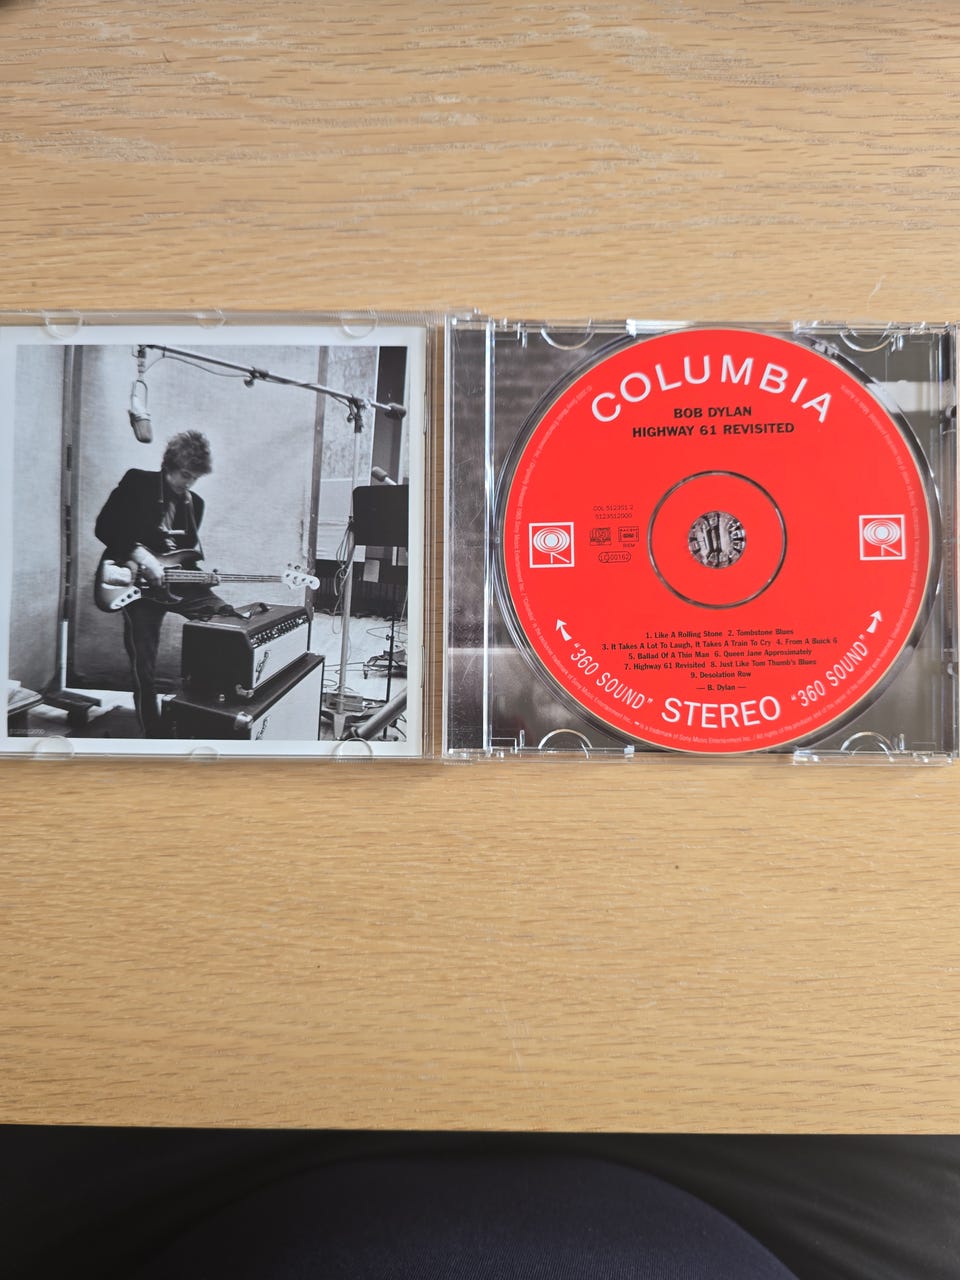 COLUMBIA
BOB DYLAN
HIGHWAY 61 REVISITED
COL 512351 2
5123512000
LC 00162
1. Like A Rolling Stone 2. Tombstone Blues
3. It Takes A Lot To Laugh, It Takes A Train To Cry 4. From A Buick 6
5. Ballad Of A Thin Man 6. Queen Jane Approximately
7. Highway 61 Revisited 8. Just Like Tom Thumb's Blues
9. Desolation Row
— B. Dylan —
"360 SOUND" STEREO "360 SOUND"